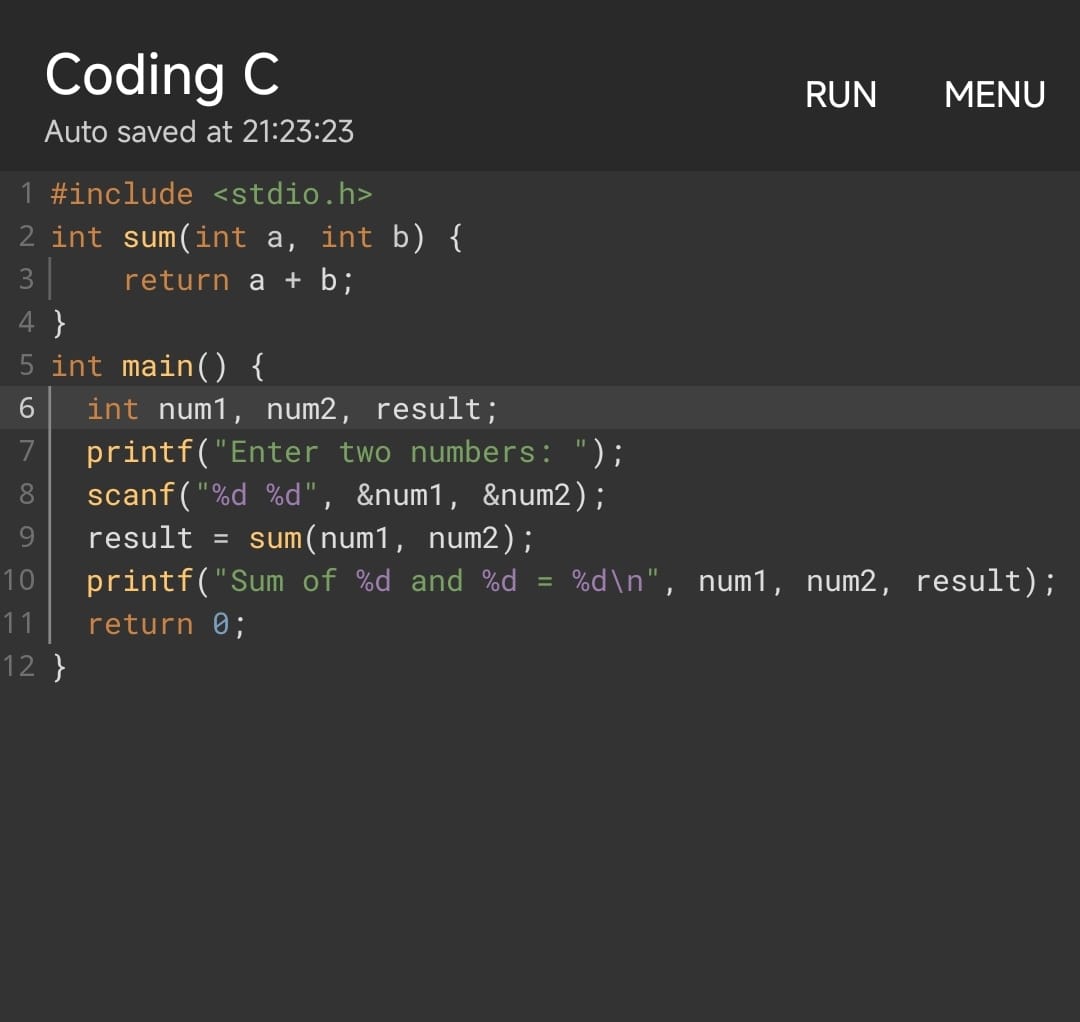 Coding C
RUN MENU
Auto saved at 21:23:23
1 #include <stdio.h>
2 int sum(int a, int b) {
3     return a + b;
4 }
5 int main() {
6   int num1, num2, result;
7   printf("Enter two numbers: ");
8   scanf("%d %d", &num1, &num2);
9   result = sum(num1, num2);
10   printf("Sum of %d and %d = %d\n", num1, num2, result);
11   return 0;
12 }